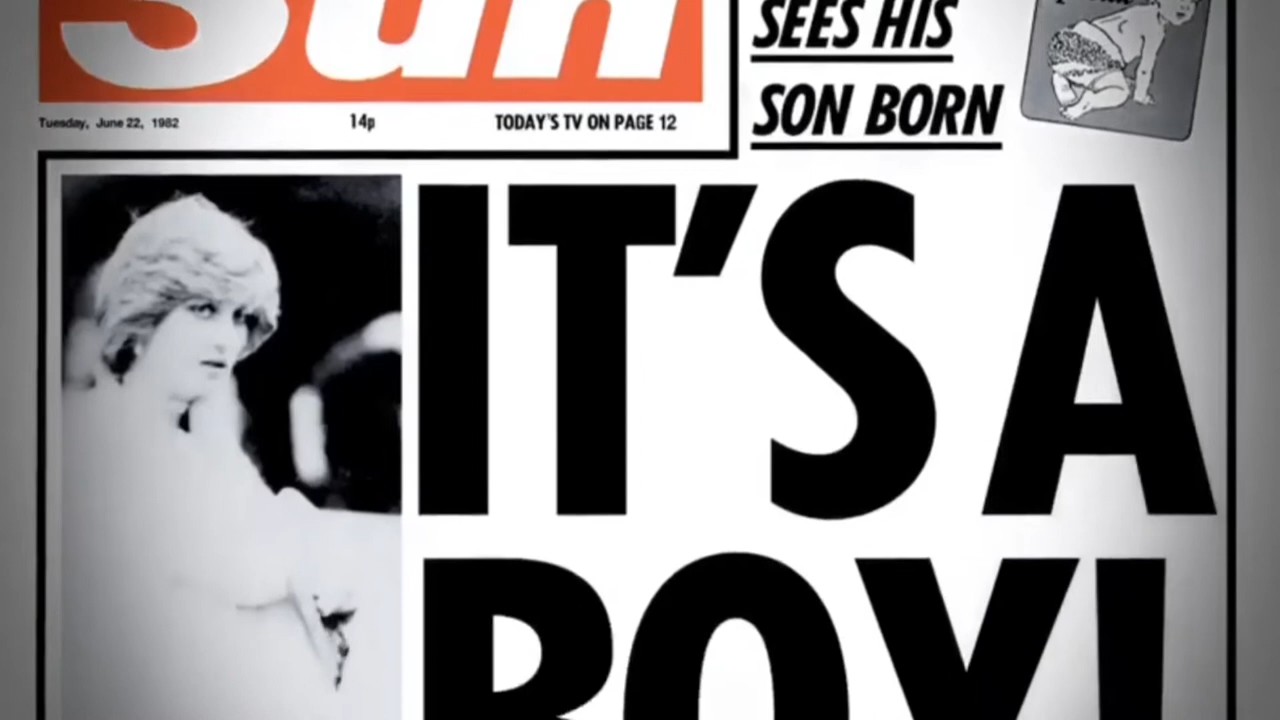 Sun
SEES HIS
SON BORN
Tuesday, June 22, 1982
14p
TODAY'S TV ON PAGE 12
IT'S A
BOY!